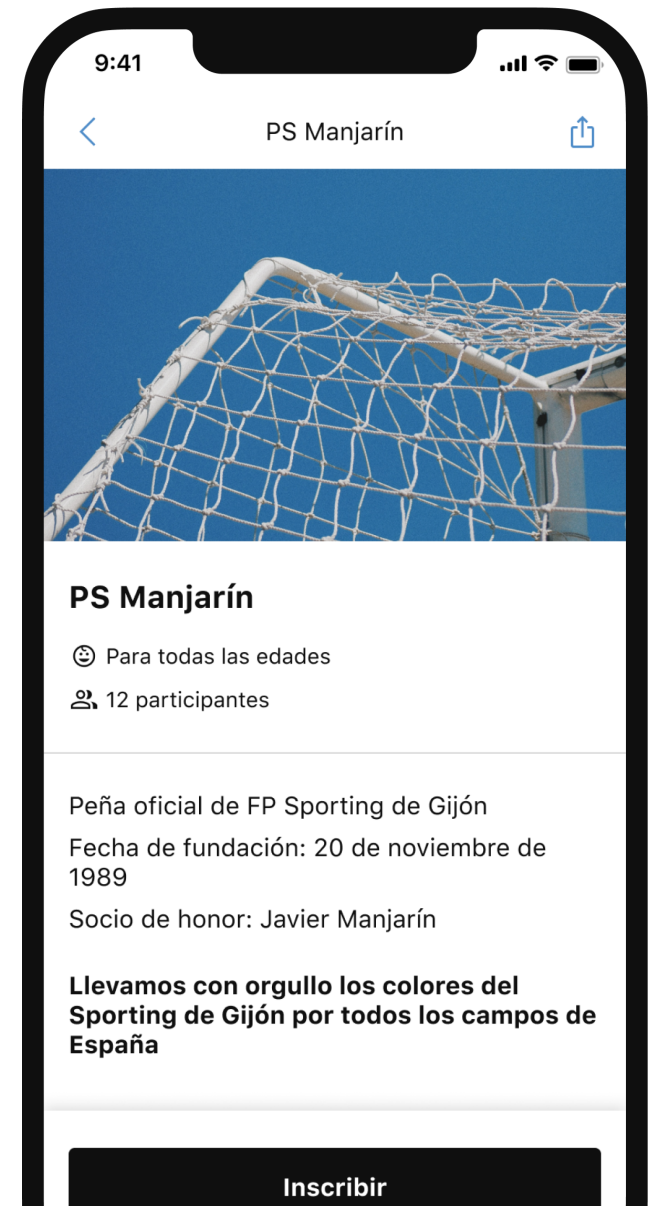 9:41
PS Manjarín
PS Manjarín
Para todas las edades
12 participantes
Peña oficial de FP Sporting de Gijón
Fecha de fundación: 20 de noviembre de
1989
Socio de honor: Javier Manjarín
Llevamos con orgullo los colores del
Sporting de Gijón por todos los campos de
España
Inscribir